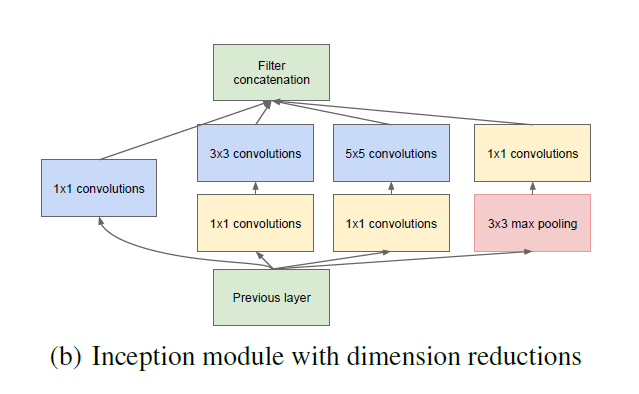 Filter
concatenation
3x3 convolutions
5x5 convolutions
1x1 convolutions
1x1 convolutions
1x1 convolutions
1x1 convolutions
3x3 max pooling
Previous layer
(b) Inception module with dimension reductions